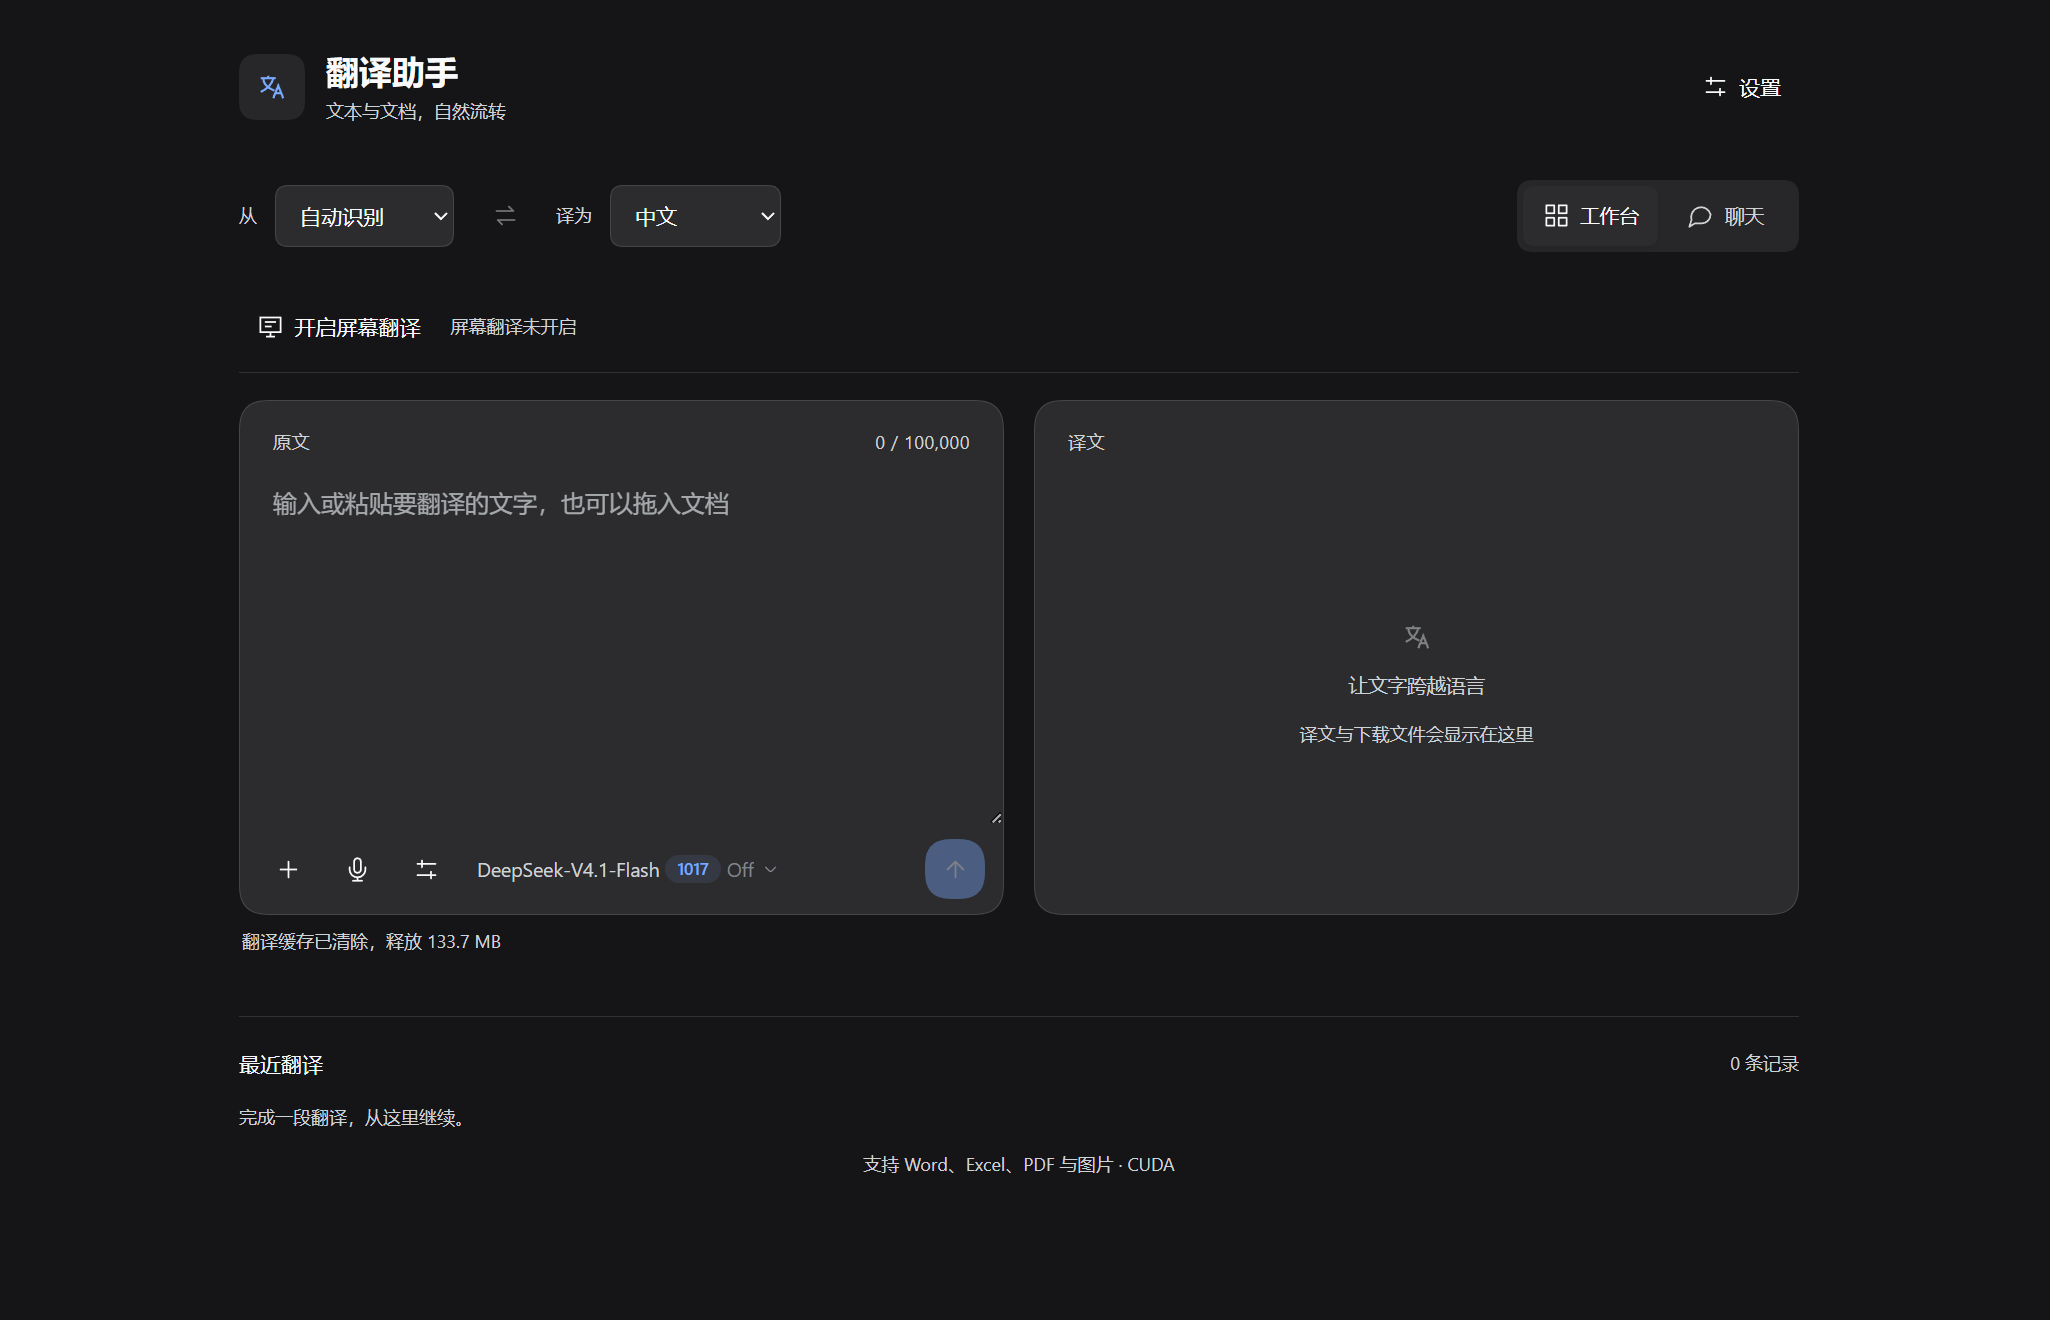 翻译助手
文本与文档，自然流转
设置
从 自动识别 译为 中文
工作台 聊天
开启屏幕翻译 屏幕翻译未开启
原文 0 / 100,000
输入或粘贴要翻译的文字，也可以拖入文档
DeepSeek-V4.1-Flash 1017 Off
翻译缓存已清除，释放 133.7 MB
译文
让文字跨越语言
译文与下载文件会显示在这里
最近翻译 0 条记录
完成一段翻译，从这里继续。
支持 Word、Excel、PDF 与图片 · CUDA